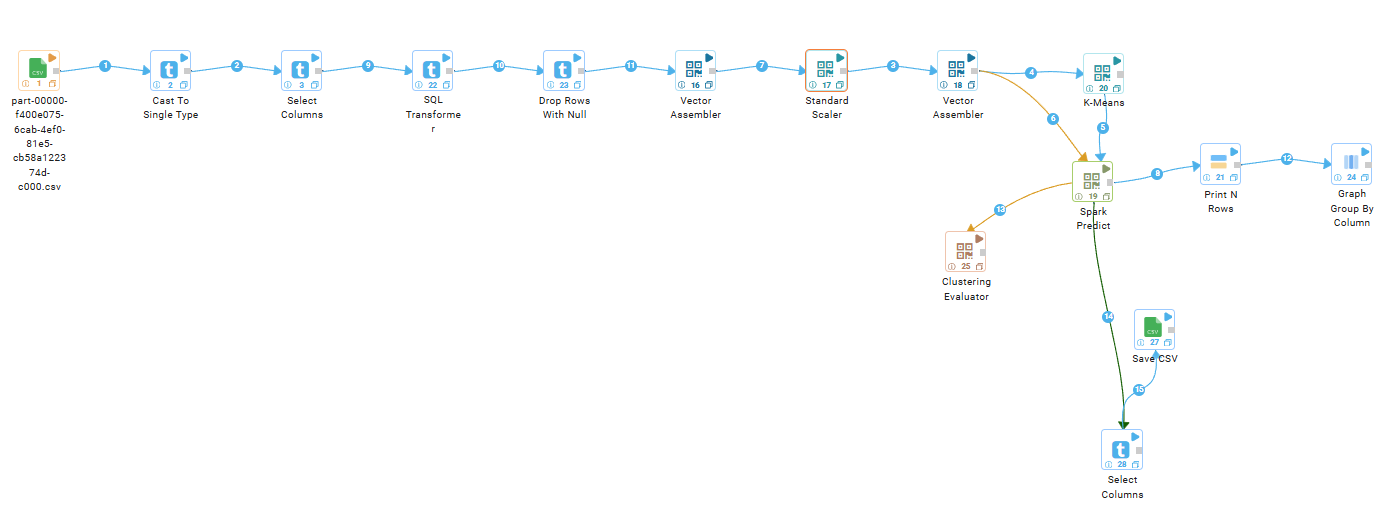 1
2
9
10
11
7
3
4
CSV
1
2
3
22
23
16
17
18
20
part-00000-
f400e075-
6cab-4ef0-
81e5-
cb58a1223
74d-
c000.csv
Cast To
Single Type
Select
Columns
SQL
Transforme
r
Drop Rows
With Null
Vector
Assembler
Standard
Scaler
Vector
Assembler
K-Means
6
5
8
12
19
Spark
Predict
21
Print N
Rows
24
Graph
Group By
Column
13
25
Clustering
Evaluator
14
CSV
27
Save CSV
15
28
Select
Columns